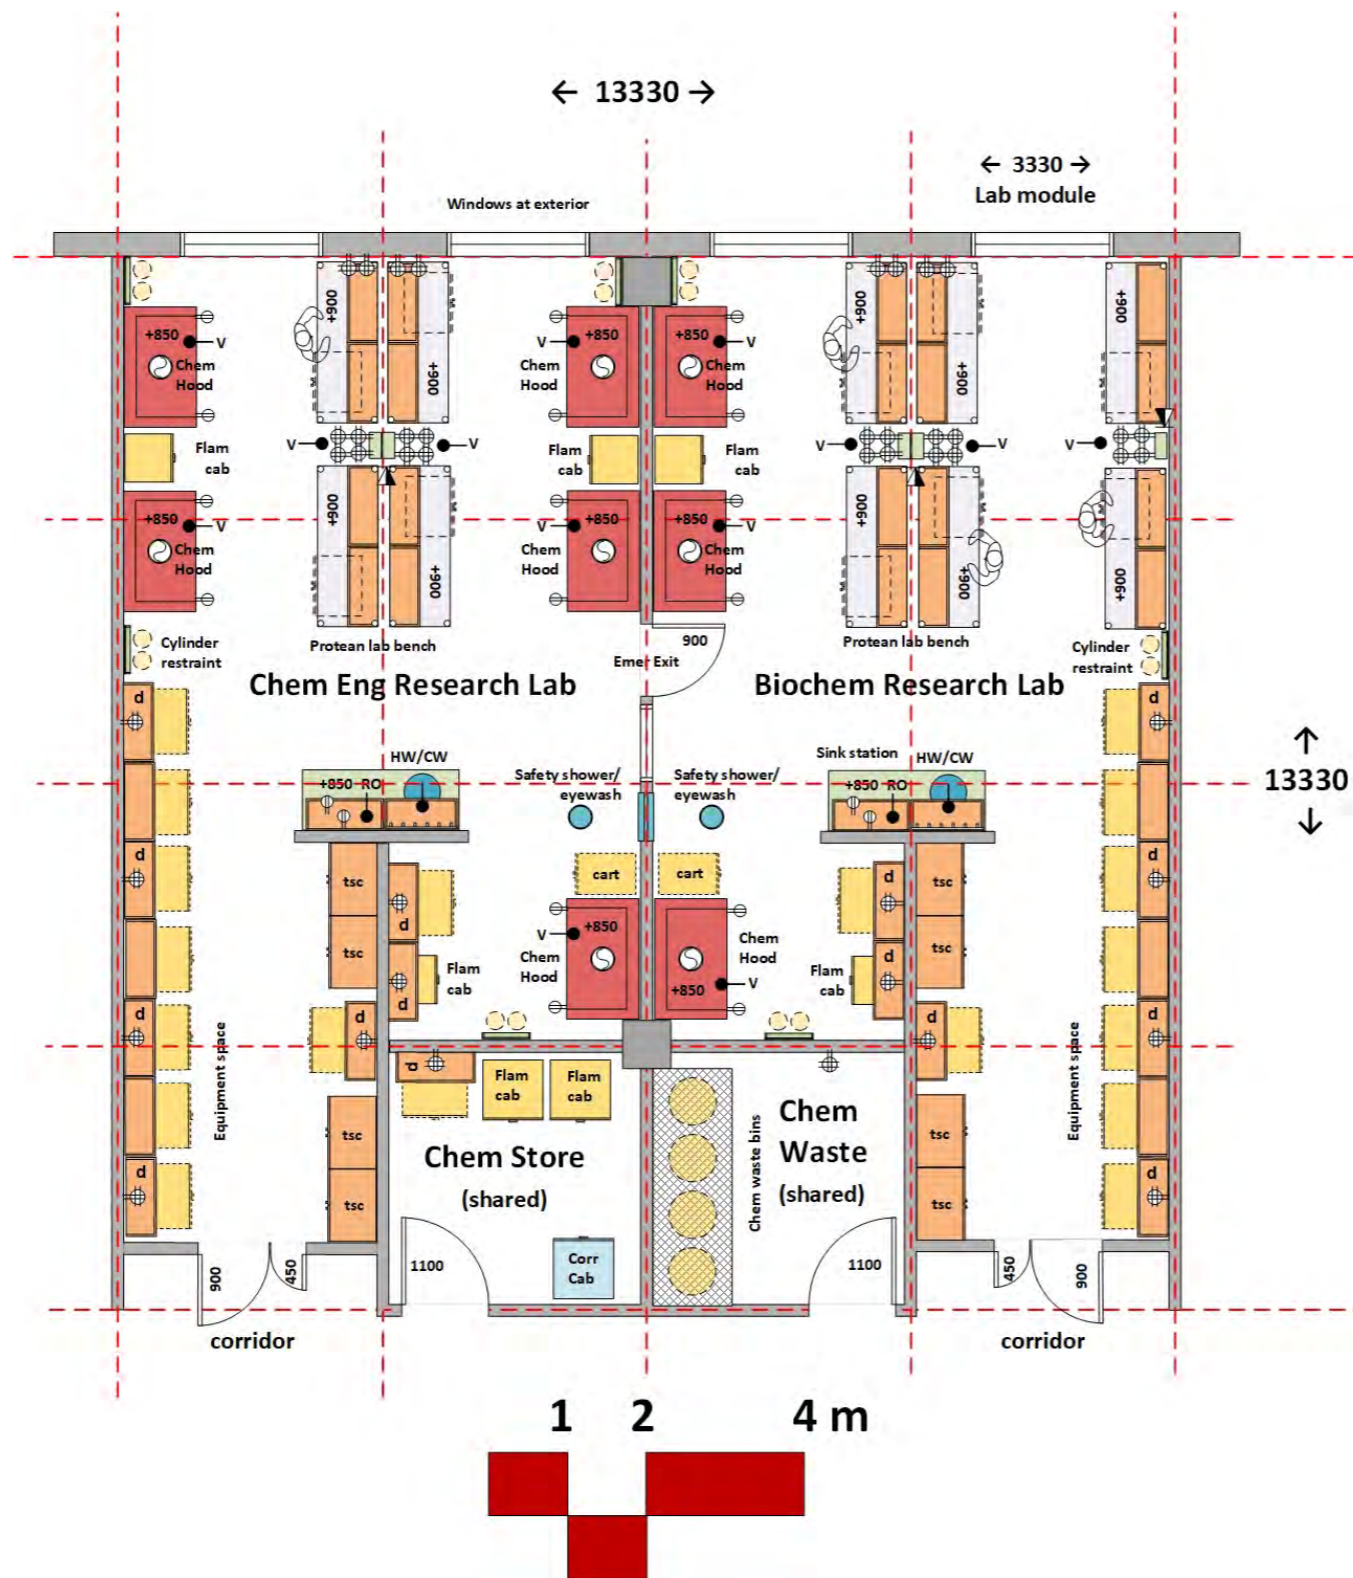 ← 13330 →
← 3330 →
Lab module
Windows at exterior
+900
+900
+900
+850
V
Chem
Hood
V
+850
Chem
Hood
+850
V
Chem
Hood
+900
+900
+900
Flam
cab
V
V
Flam
cab
Flam
cab
V
V
V
+850
V
Chem
Hood
+900
+900
V
+850
Chem
Hood
+850
V
Chem
Hood
+900
+900
+900
Cylinder
restraint
Protean lab bench
Emer Exit
900
Protean lab bench
Cylinder
restraint
Chem Eng Research Lab
Biochem Research Lab
d
d
HW/CW
+850 RO
Safety shower/
eyewash
Safety shower/
eyewash
Sink station
HW/CW
+850 RO
↑
13330
↓
d
tsc
d
cart
cart
d
tsc
d
tsc
d
Flam
cab
V
+850
Chem
Hood
Chem
Hood
+850
V
Flam
cab
d
tsc
d
Equipment space
d
d
Flam
cab
Flam
cab
d
Equipment space
d
tsc
tsc
Chem Store
(shared)
Chem waste bins
Chem
Waste
(shared)
tsc
tsc
d
d
900
450
1100
Corr
Cab
1100
450
900
corridor
corridor
1 2 4 m